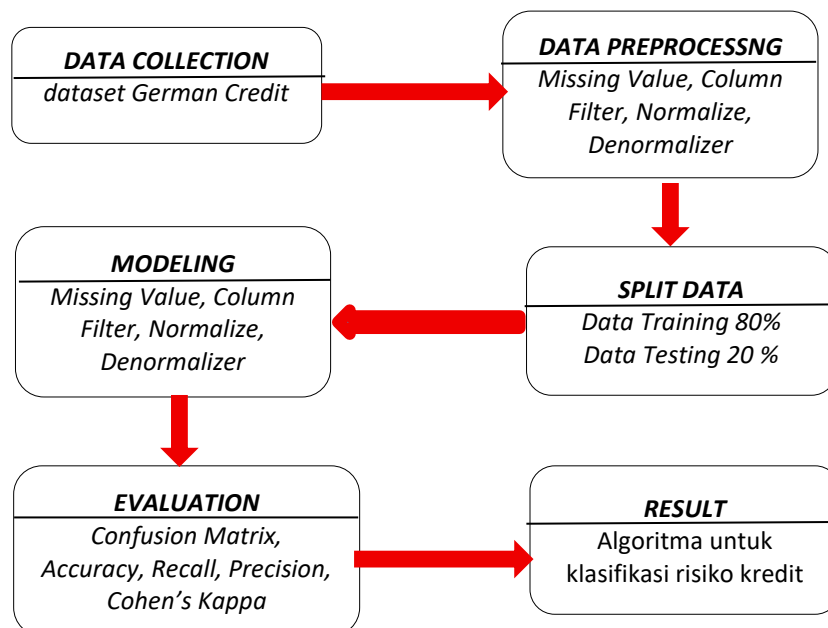 DATA COLLECTION
dataset German Credit
DATA PREPROCESSNG
Missing Value, Column
Filter, Normalize,
Denormalizer
MODELING
Missing Value, Column
Filter, Normalize,
Denormalizer
SPLIT DATA
Data Training 80%
Data Testing 20 %
EVALUATION
Confusion Matrix,
Accuracy, Recall, Precision,
Cohen's Kappa
RESULT
Algoritma untuk
klasifikasi risiko kredit